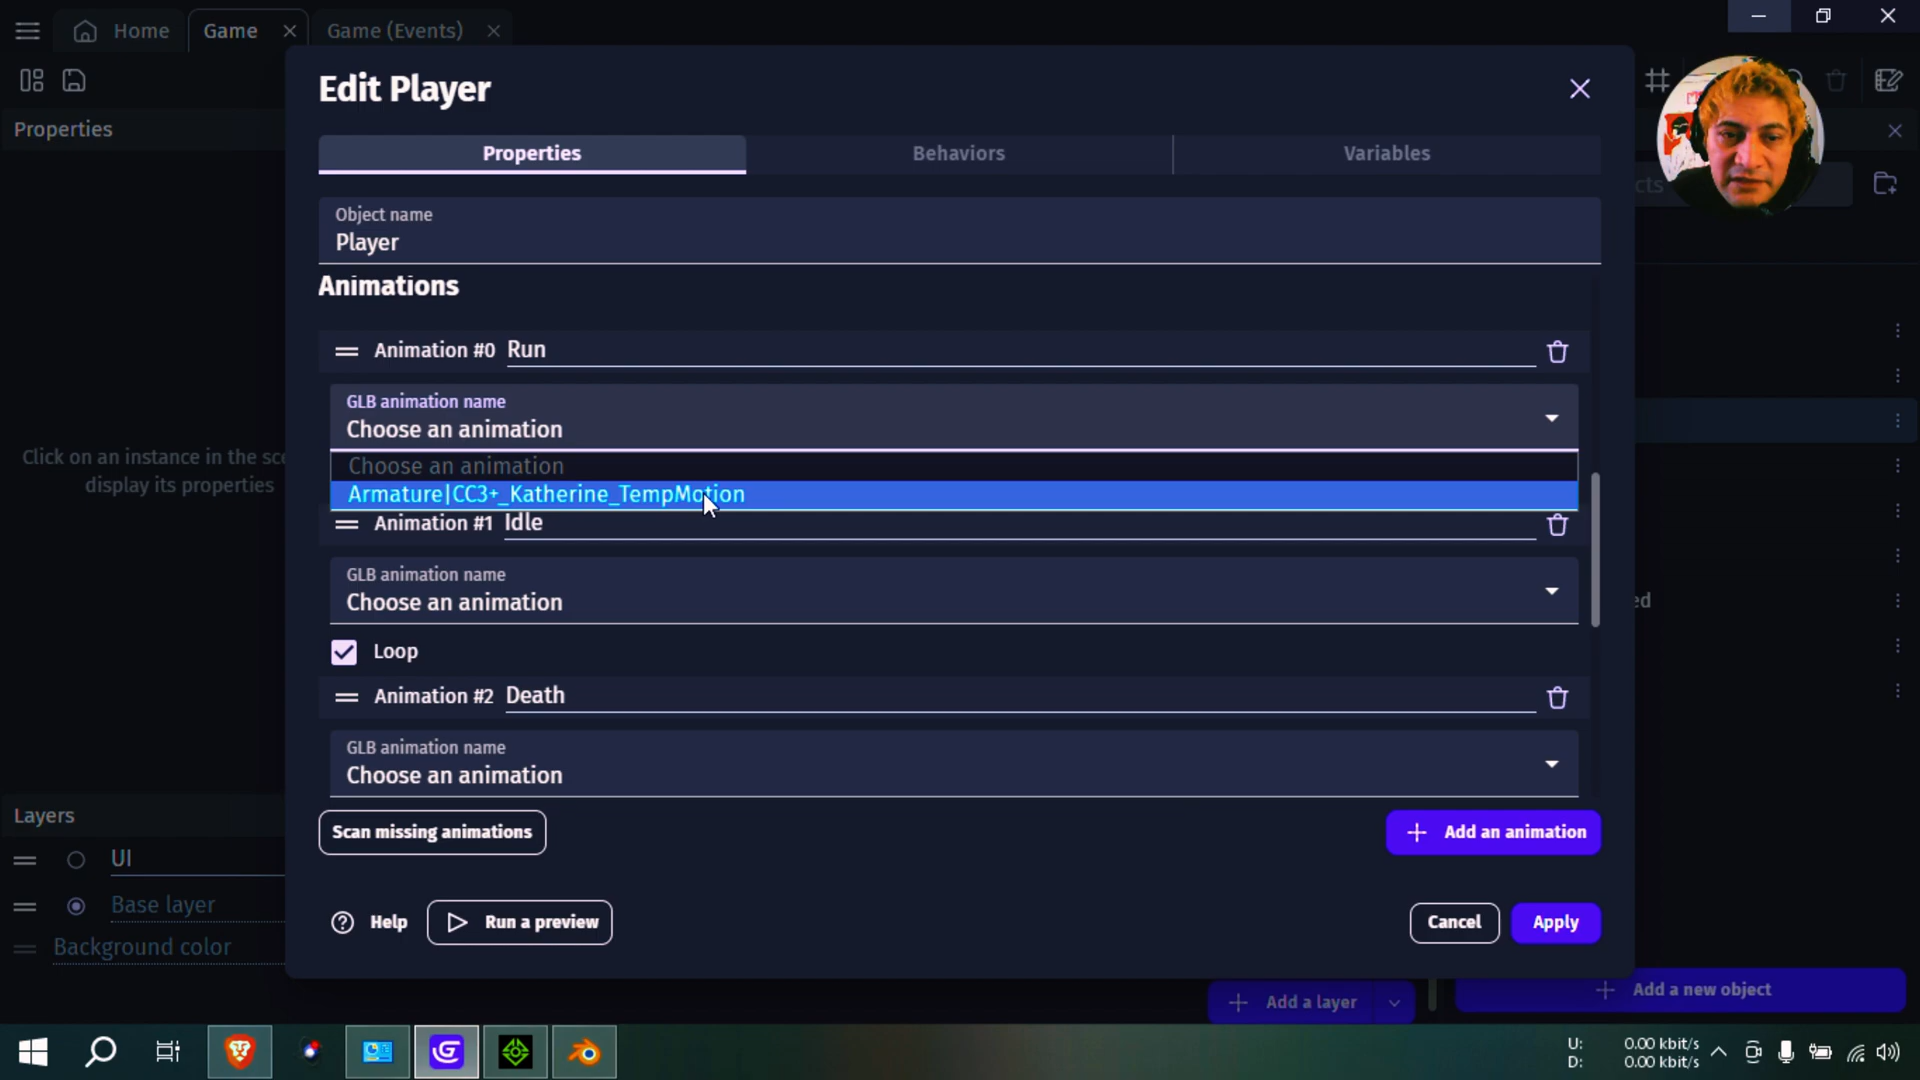 Home
Game
Game (Events)
Edit Player
Properties
Properties
Behaviors
Variables
cts
Object name
Player
Animations
Animation #0 Run
GLB animation name
Choose an animation
Choose an animation
Armature|CC3+_Katherine_TempMotion
Animation #1 Idle
GLB animation name
Choose an animation
Loop
Animation #2 Death
GLB animation name
Choose an animation
Click on an instance in the sce
display its properties
ed
Scan missing animations
Add an animation
Layers
UI
Base layer
Background color
Help
Run a preview
Cancel
Apply
Add a layer
Add a new object
U: 0.00 kbit/s
D: 0.00 kbit/s